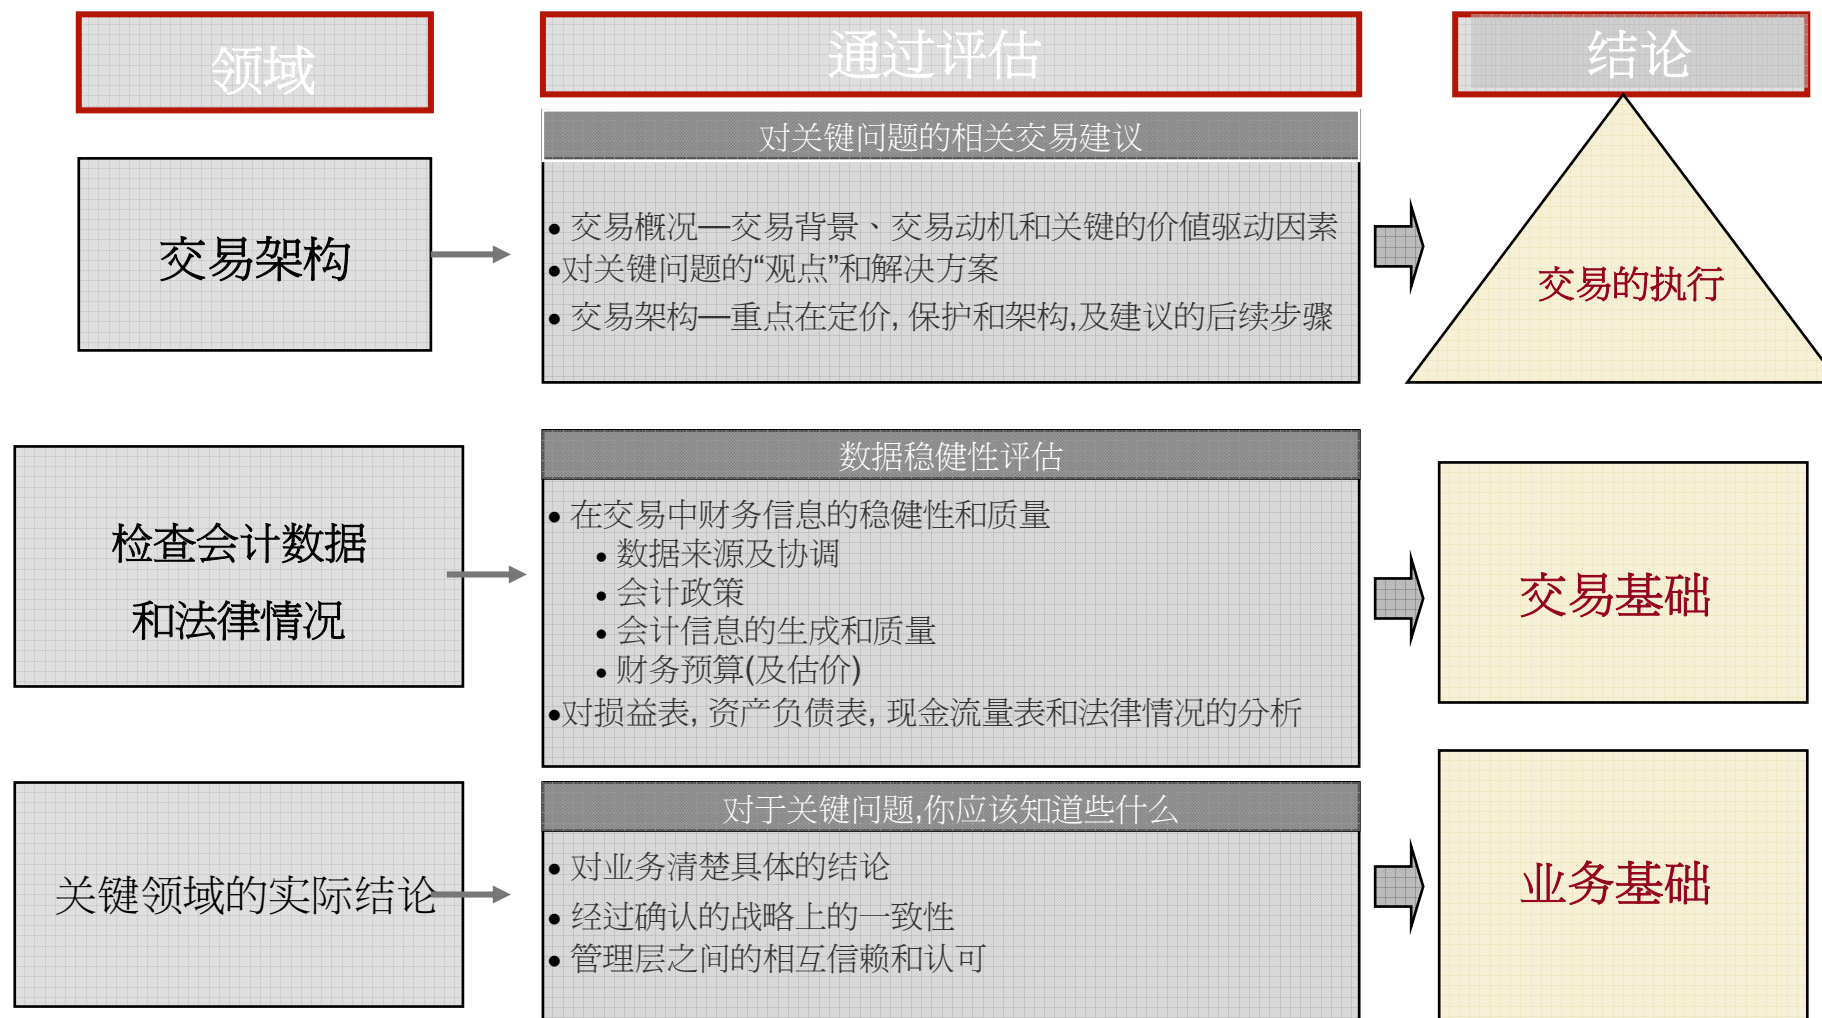 领域
通过评估
结论
对关键问题的相关交易建议
交易架构
• 交易概况—交易背景、交易动机和关键的价值驱动因素
•对关键问题的“观点”和解决方案
• 交易架构—重点在定价, 保护和架构,及建议的后续步骤
交易的执行
检查会计数据
和法律情况
数据稳健性评估
• 在交易中财务信息的稳健性和质量
• 数据来源及协调
• 会计政策
• 会计信息的生成和质量
• 财务预算(及估价)
•对损益表, 资产负债表, 现金流量表和法律情况的分析
交易基础
关键领域的实际结论
对于关键问题,你应该知道些什么
• 对业务清楚具体的结论
• 经过确认的战略上的一致性
• 管理层之间的相互信赖和认可
业务基础